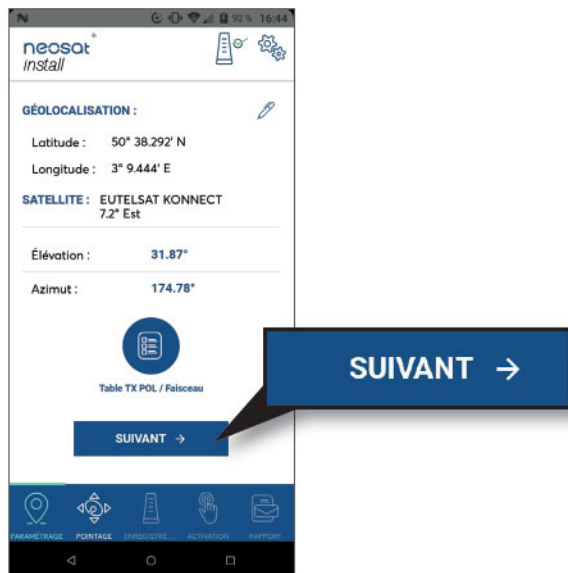 N 92 % 16:44
neosat
install
GÉOLOCALISATION :
Latitude : 50° 38.292' N
Longitude : 3° 9.444' E
SATELLITE : EUTELSAT KONNECT
7.2° Est
Élévation : 31.87°
Azimut : 174.78°
Table TX POL / Faisceau
SUIVANT →
SUIVANT →
PARAMÉTRAGE POINTAGE ENREGISTRE... ACTIVATION RAPPORT